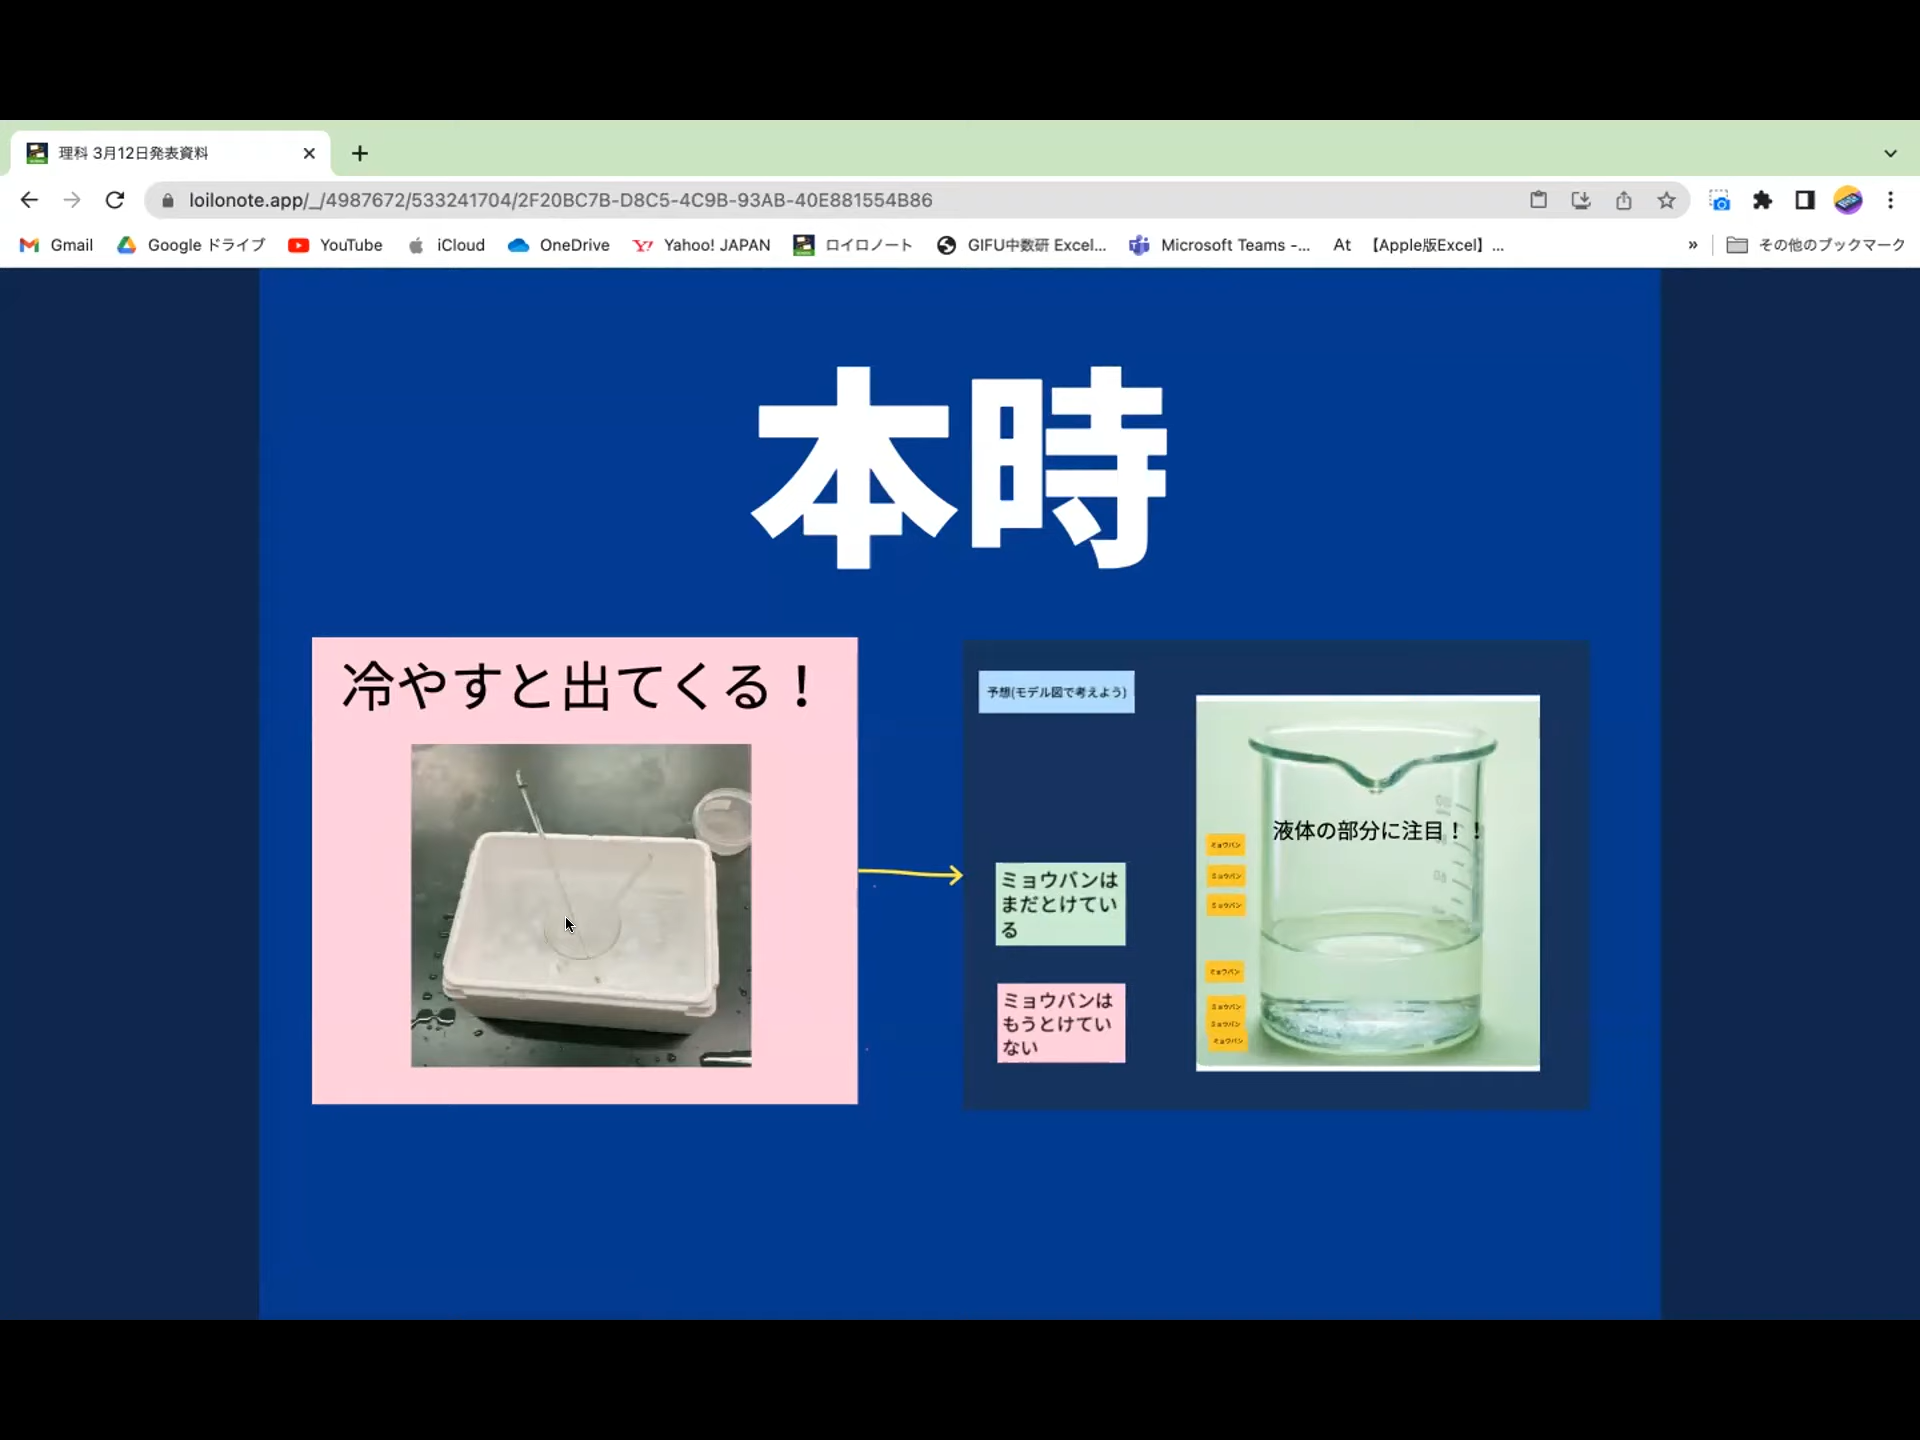 理科 3月12日発表資料
loilonote.app/_/4987672/533241704/2F20BC7B-D8C5-4C9B-93AB-40E881554B86
Gmail
Google ドライブ
YouTube
iCloud
OneDrive
Yahoo! JAPAN
ロイロノート
GIFU中数研 Excel...
Microsoft Teams -...
At 【Apple版Excel】...
»
その他のブックマーク
本時
冷やすと出てくる！
予想(モデル図で考えよう)
液体の部分に注目！！
ミョウバン
ミョウバン
ミョウバン
ミョウバンは
まだとけてい
る
ミョウバン
ミョウバンは
もうとけてい
ない
ミョウバン
ミョウバン
ミョウバン